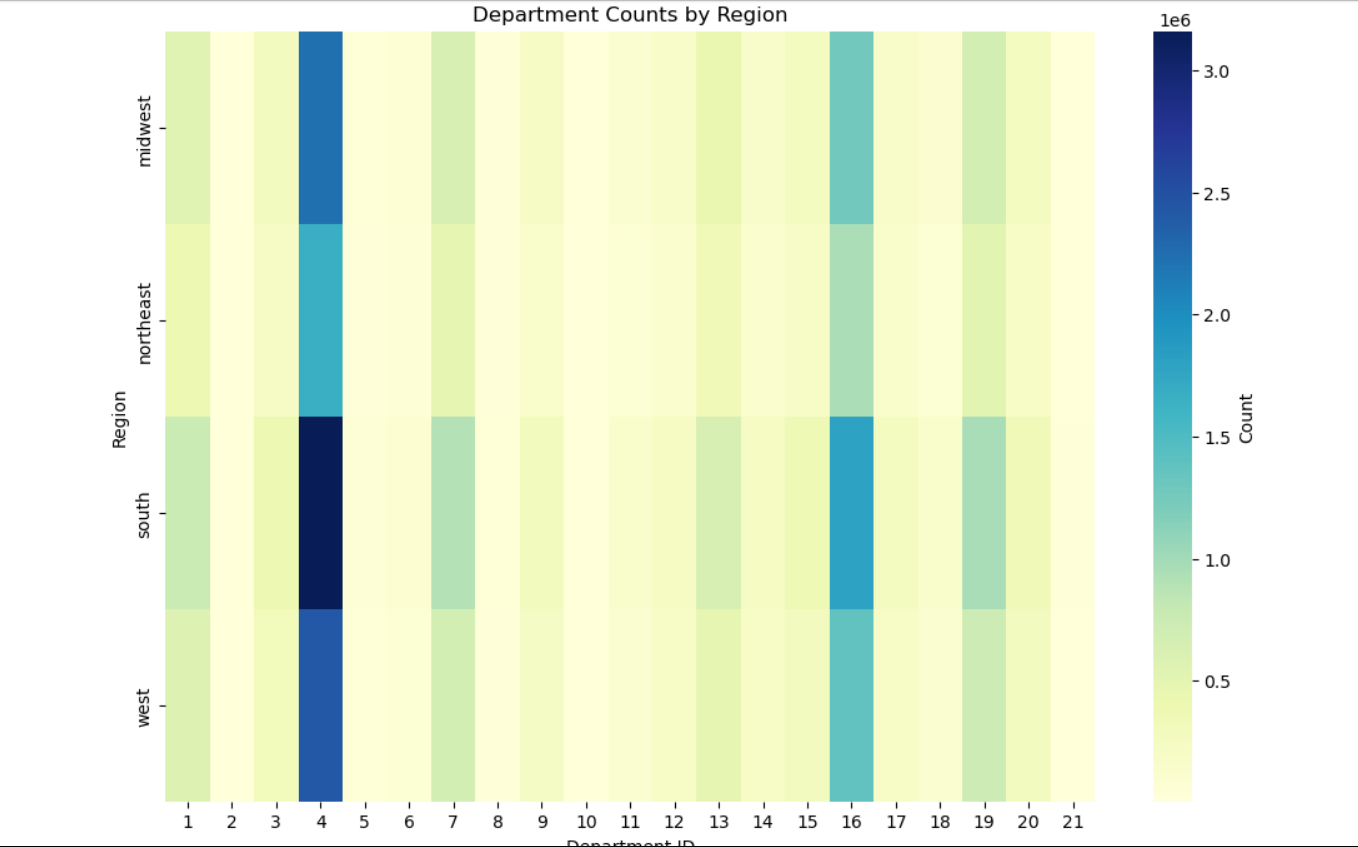 Department Counts by Region
1e6
midwest
northeast
south
west
Region
1 2 3 4 5 6 7 8 9 10 11 12 13 14 15 16 17 18 19 20 21
Department ID
3.0
2.5
2.0
1.5
1.0
0.5
Count